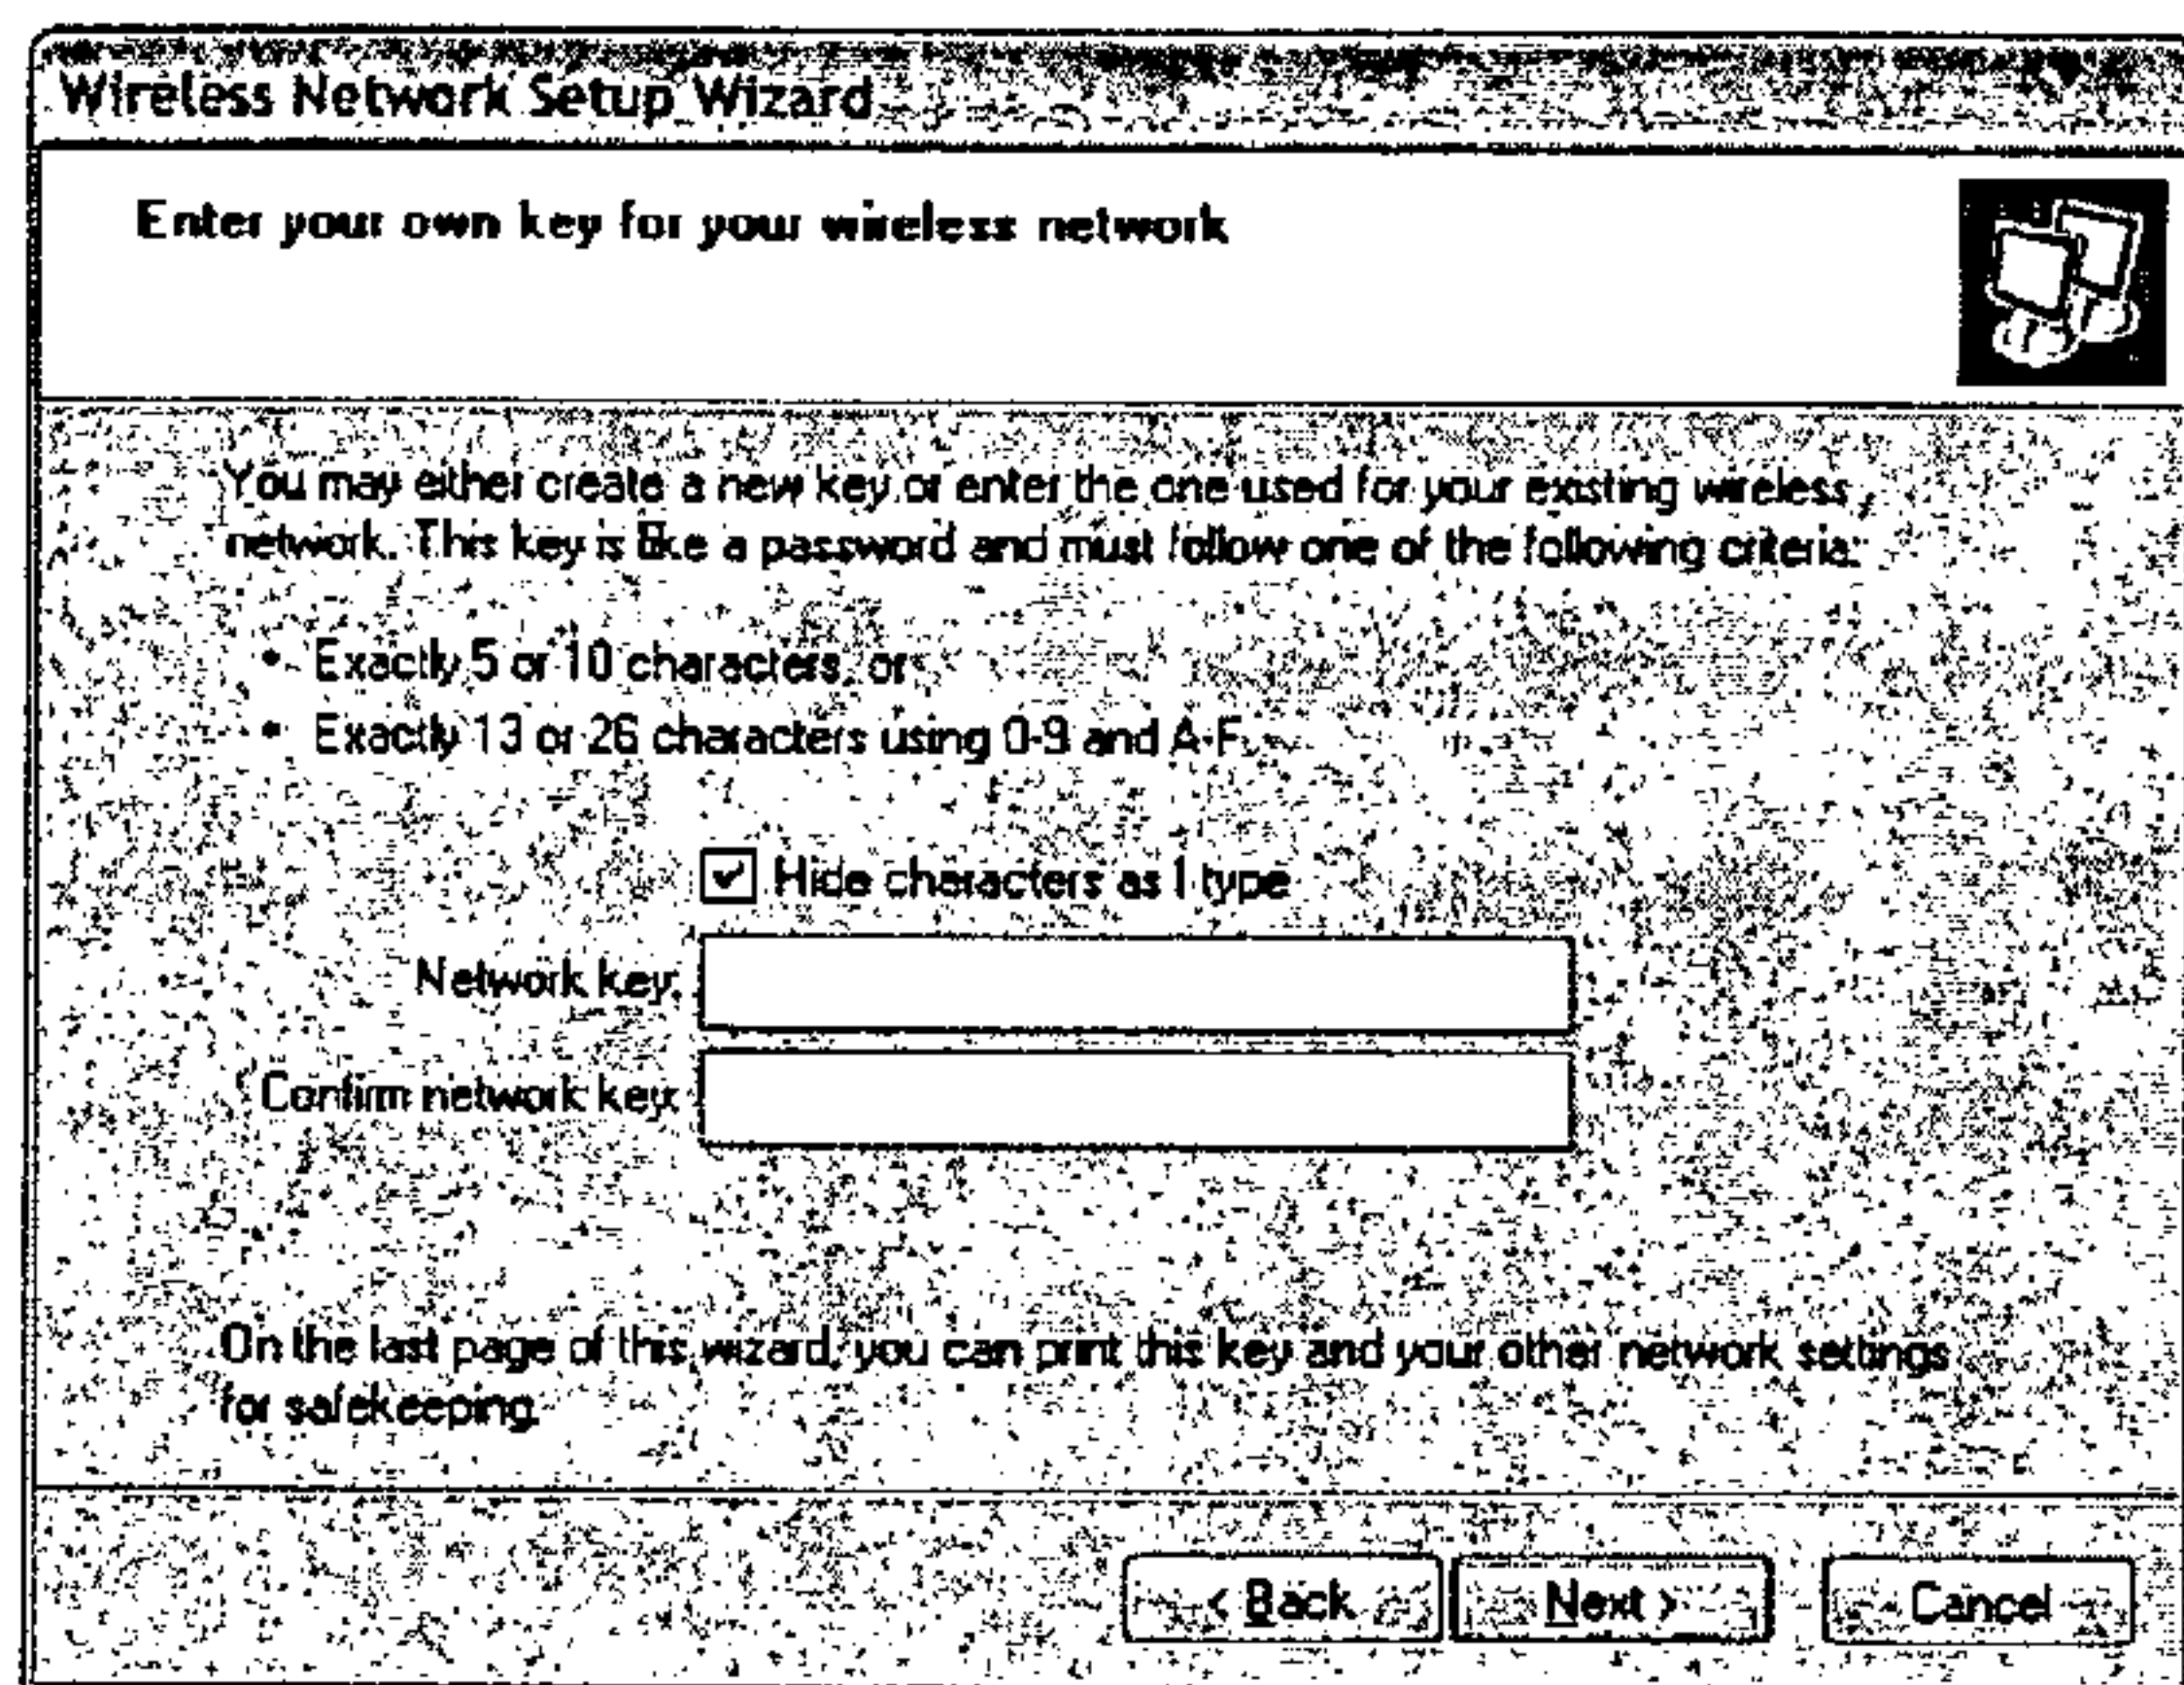 Wireless Network Setup Wizard
Enter your own key for your wireless network
You may either create a new key or enter the one used for your existing wireless
network. This key is like a password and must follow one of the following criteria:
• Exactly 5 or 10 characters, or
• Exactly 13 or 26 characters using 0-9 and A-F
Hide characters as I type
Network key:
Confirm network key:
On the last page of this wizard, you can print this key and your other network settings
for safekeeping.
< Back Next > Cancel